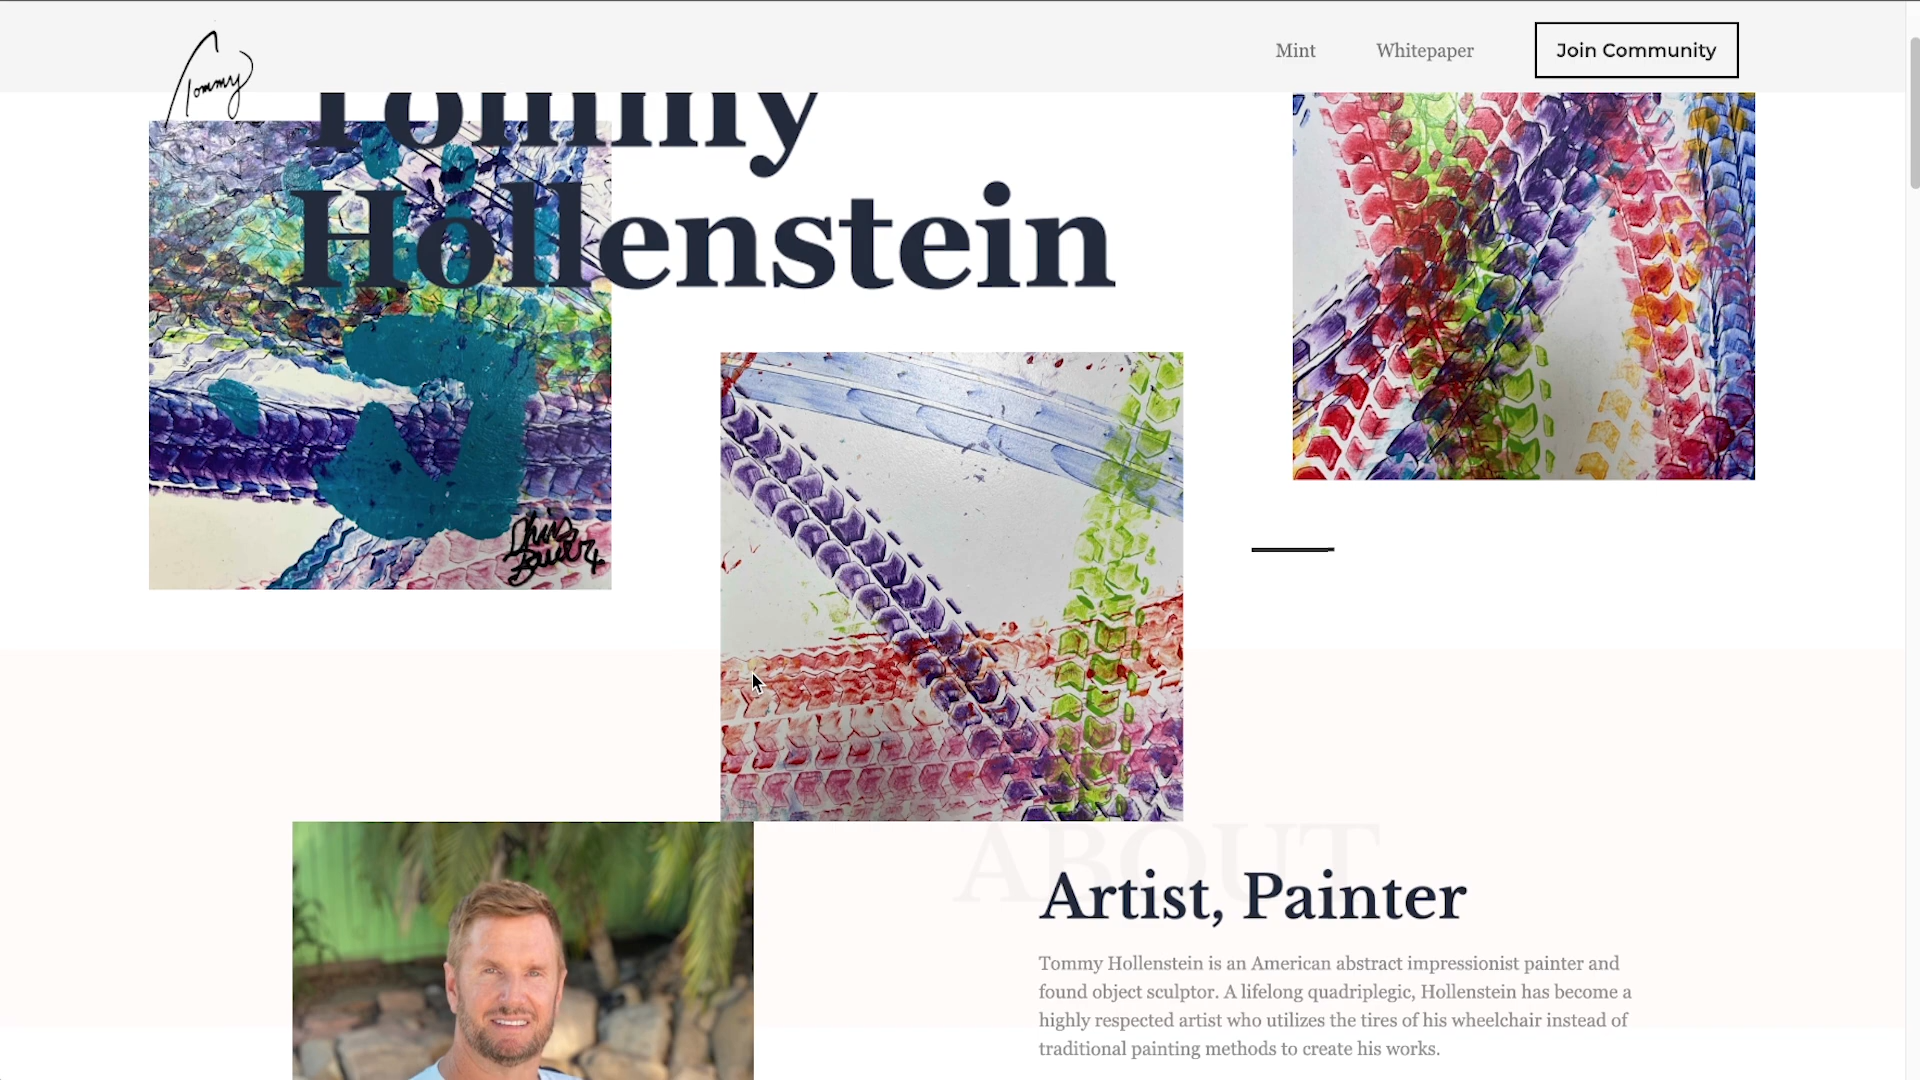 Tommy
Mint
Whitepaper
Join Community
Tommy
Hollenstein
ABOUT
Artist, Painter
Tommy Hollenstein is an American abstract impressionist painter and
found object sculptor. A lifelong quadriplegic, Hollenstein has become a
highly respected artist who utilizes the tires of his wheelchair instead of
traditional painting methods to create his works.